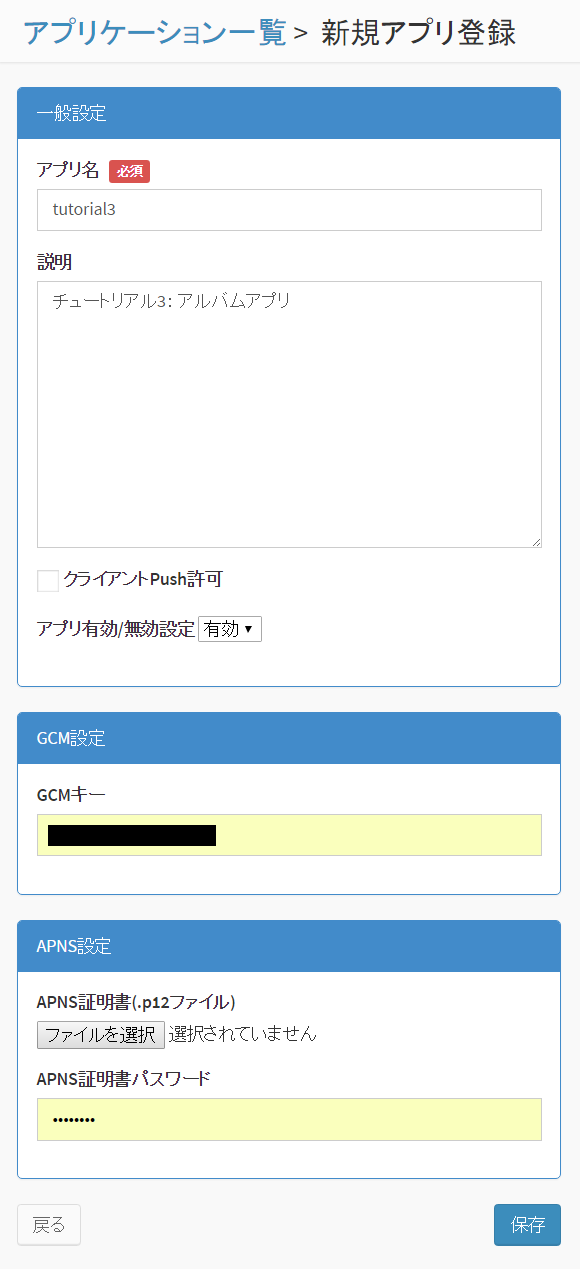 アプリケーション一覧 > 新規アプリ登録
一般設定
アプリ名 必須
tutorial3
説明
チュートリアル3: アルバムアプリ
クライアントPush許可
アプリ有効/無効設定 有効 ▼
GCM設定
GCMキー
APNS設定
APNS証明書(.p12ファイル)
ファイルを選択 選択されていません
APNS証明書パスワード
••••••••
戻る 保存